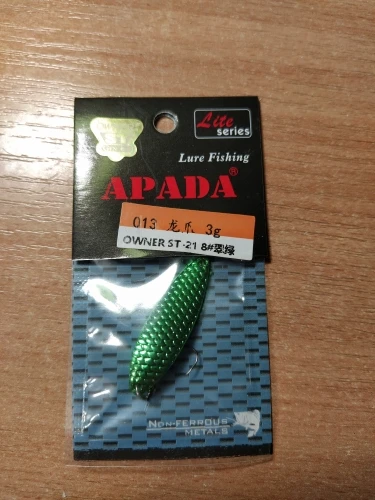 Lite
series
Lure Fishing
APADA®
013 龙爪 3g
OWNER ST-21 8#翠绿
NON-FERROUS
METALS